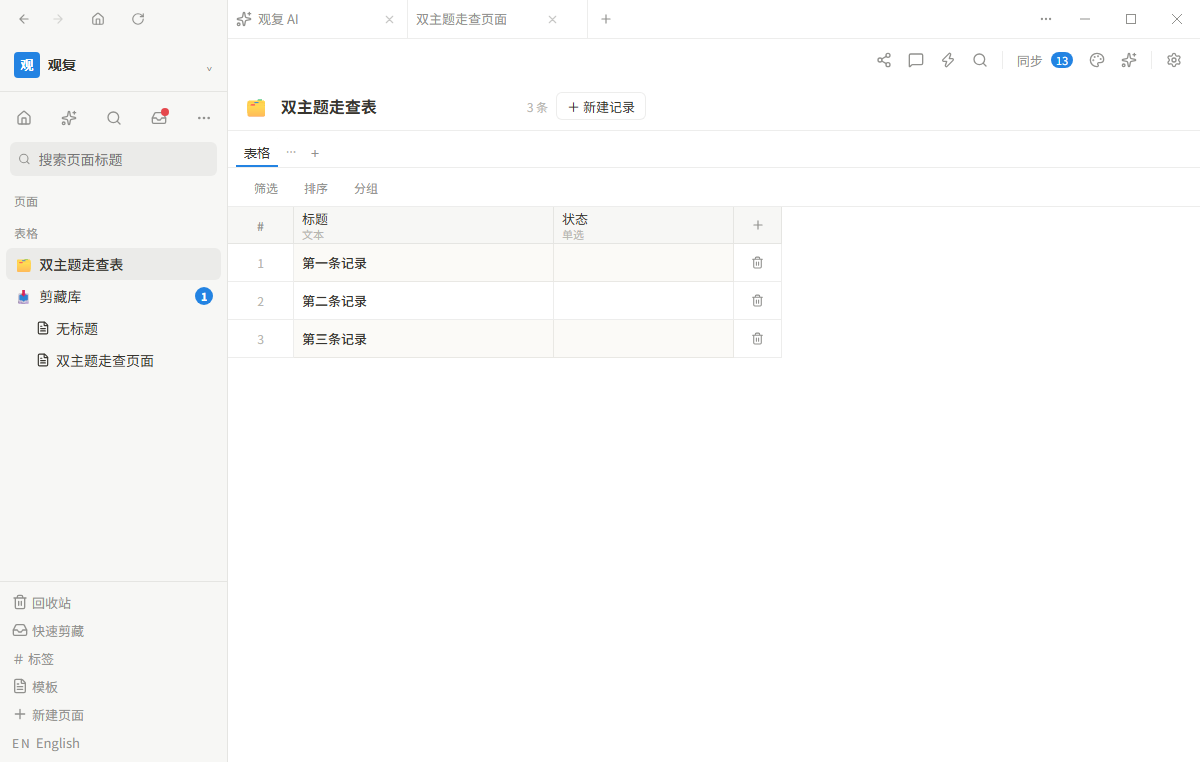 观复 AI
双主题走查页面
观 观复
同步 13
搜索页面标题
双主题走查表
3 条
新建记录
页面
表格
双主题走查表
剪藏库 1
无标题
双主题走查页面
表格
筛选 排序 分组
# 标题 状态
文本 单选
1 第一条记录
2 第二条记录
3 第三条记录
回收站
快速剪藏
# 标签
模板
新建页面
EN English